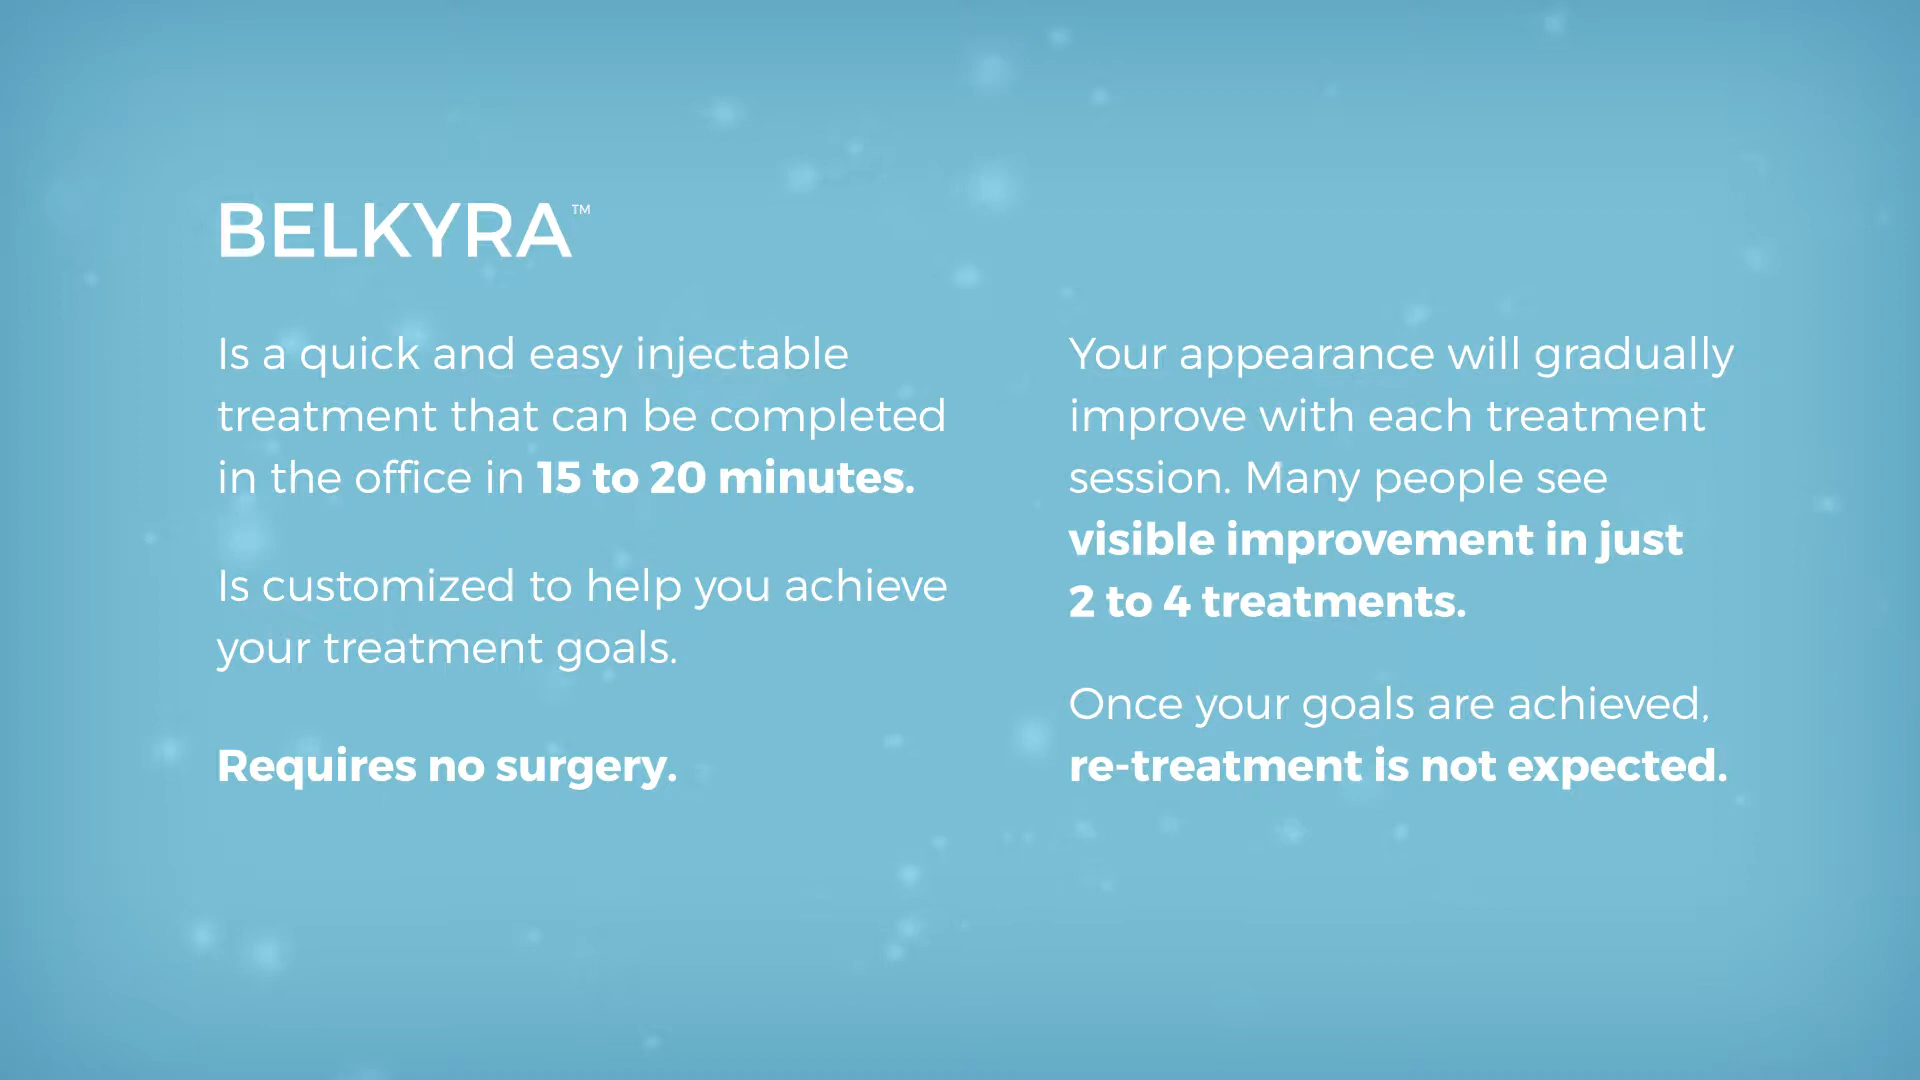 BELKYRA™
Is a quick and easy injectable
treatment that can be completed
in the office in 15 to 20 minutes.
Is customized to help you achieve
your treatment goals.
Requires no surgery.
Your appearance will gradually
improve with each treatment
session. Many people see
visible improvement in just
2 to 4 treatments.
Once your goals are achieved,
re-treatment is not expected.